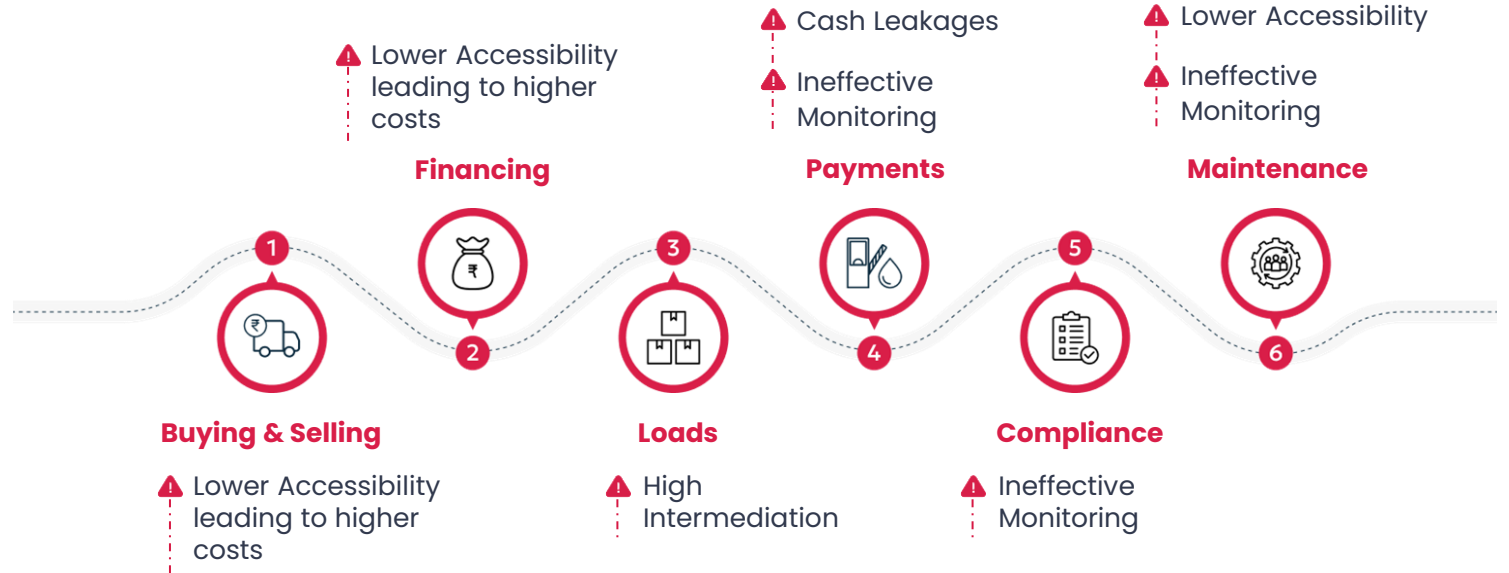 Cash Leakages
Ineffective
Monitoring
Lower Accessibility
Ineffective
Monitoring
Lower Accessibility
leading to higher
costs
Financing
Payments
Maintenance
1
2
3
4
5
6
₹
₹
Buying & Selling
Loads
Compliance
Lower Accessibility
leading to higher
costs
High
Intermediation
Ineffective
Monitoring